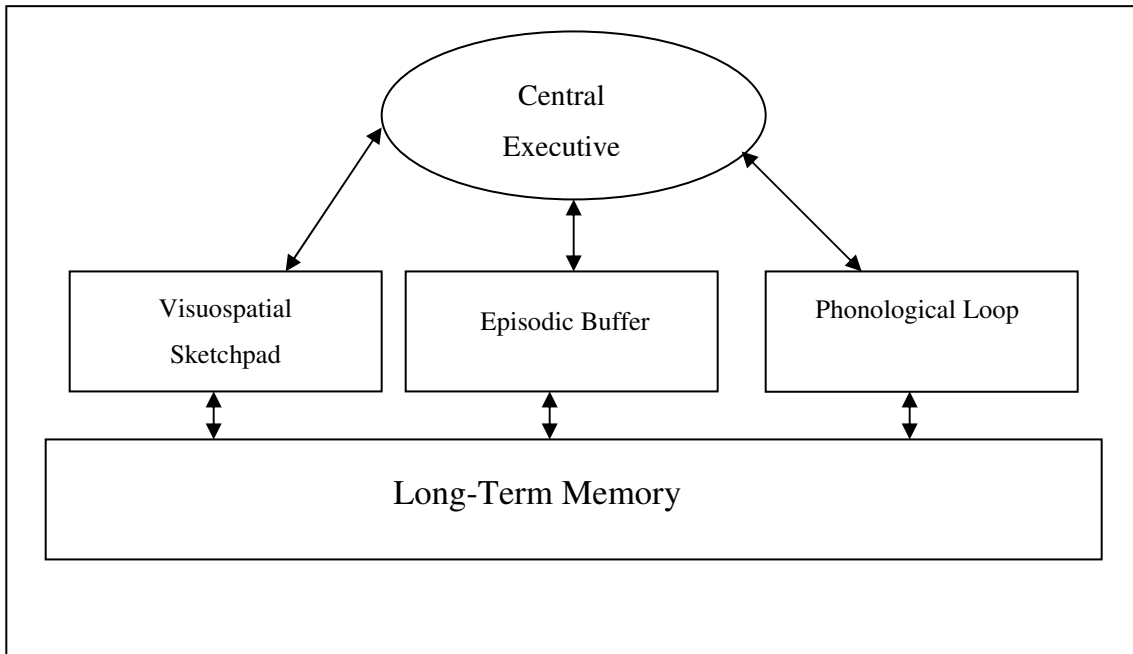 Central
Executive
Visuospatial
Sketchpad
Episodic Buffer
Phonological Loop
Long-Term Memory